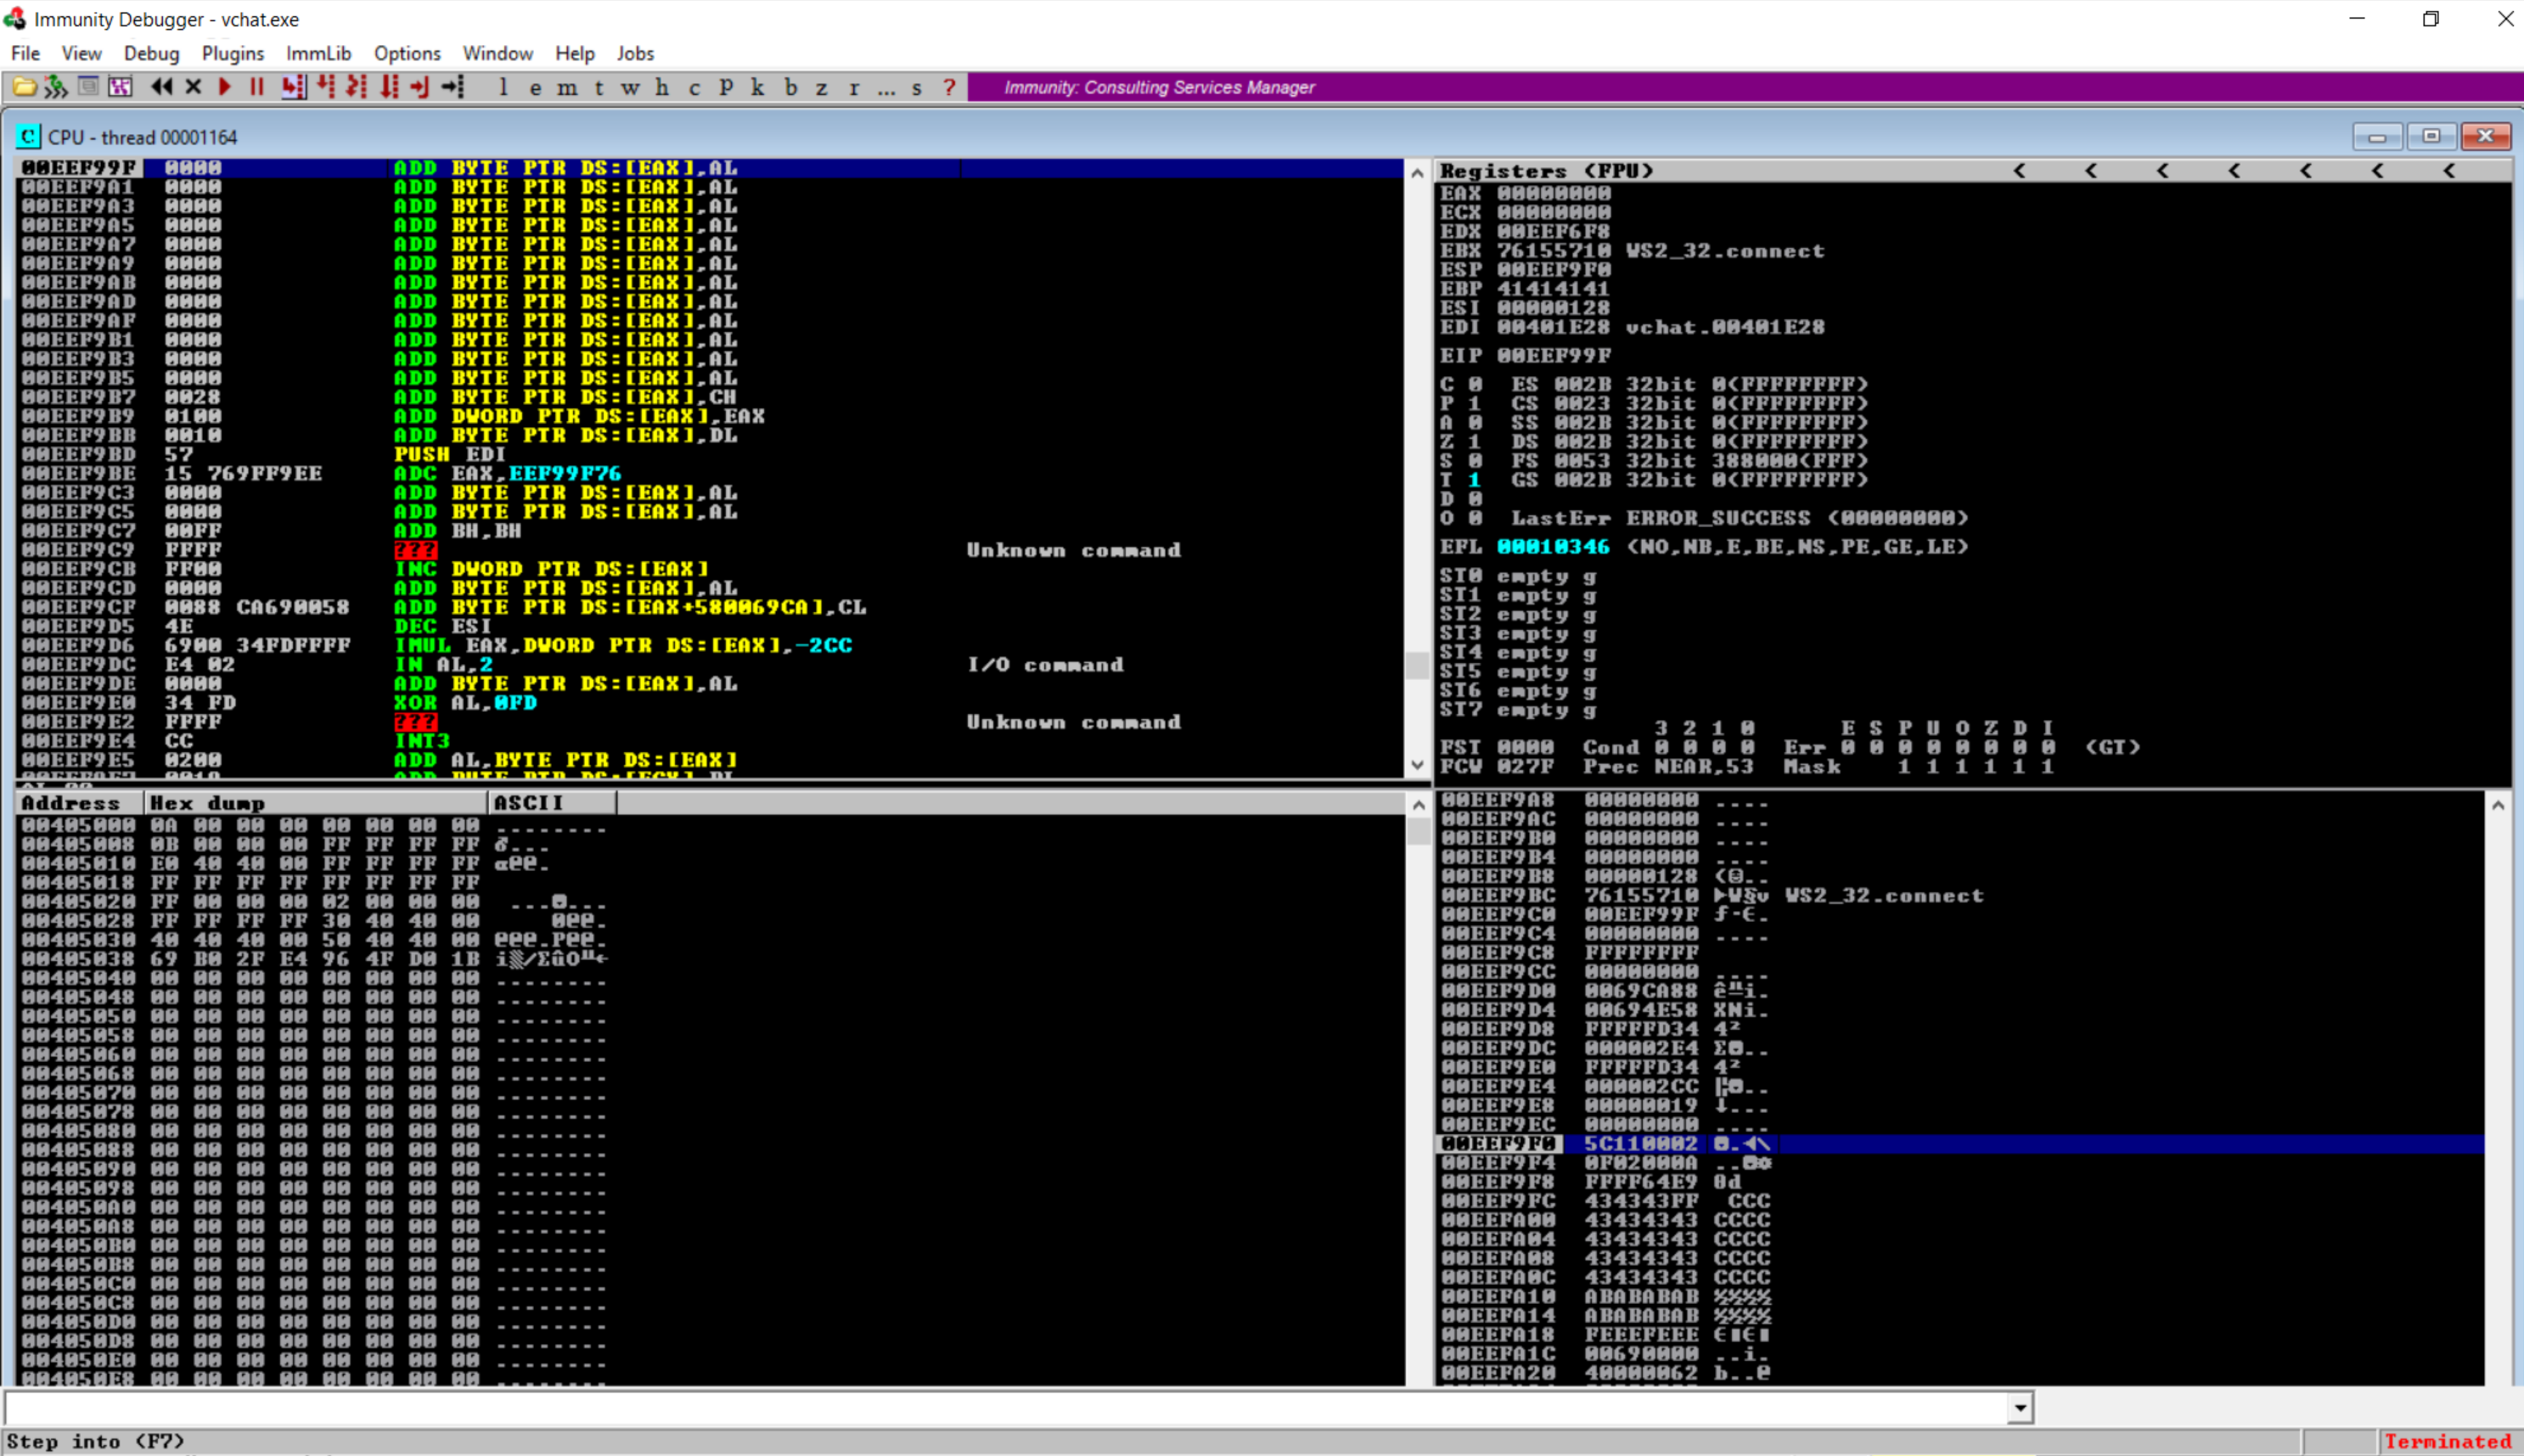 Immunity Debugger - vchat.exe
File View Debug Plugins ImmLib Options Window Help Jobs
l e m t w h c P k b z r ... s ?
Immunity: Consulting Services Manager
C CPU - thread 00001164
00EEF99F 0000 ADD BYTE PTR DS:[EAX],AL
00EEF9A1 0000 ADD BYTE PTR DS:[EAX],AL
00EEF9A3 0000 ADD BYTE PTR DS:[EAX],AL
00EEF9A5 0000 ADD BYTE PTR DS:[EAX],AL
00EEF9A7 0000 ADD BYTE PTR DS:[EAX],AL
00EEF9A9 0000 ADD BYTE PTR DS:[EAX],AL
00EEF9AB 0000 ADD BYTE PTR DS:[EAX],AL
00EEF9AD 0000 ADD BYTE PTR DS:[EAX],AL
00EEF9AF 0000 ADD BYTE PTR DS:[EAX],AL
00EEF9B1 0000 ADD BYTE PTR DS:[EAX],AL
00EEF9B3 0000 ADD BYTE PTR DS:[EAX],AL
00EEF9B5 0000 ADD BYTE PTR DS:[EAX],AL
00EEF9B7 0028 ADD BYTE PTR DS:[EAX],CH
00EEF9B9 0100 ADD DWORD PTR DS:[EAX],EAX
00EEF9BB 0010 ADD BYTE PTR DS:[EAX],DL
00EEF9BD 57 PUSH EDI
00EEF9BE 15 769FF9EE ADC EAX,EEF99F76
00EEF9C3 0000 ADD BYTE PTR DS:[EAX],AL
00EEF9C5 0000 ADD BYTE PTR DS:[EAX],AL
00EEF9C7 00FF ADD BH,BH
00EEF9C9 FFFF ??? Unknown command
00EEF9CB FF00 INC DWORD PTR DS:[EAX]
00EEF9CD 0000 ADD BYTE PTR DS:[EAX],AL
00EEF9CF 0088 CA690058 ADD BYTE PTR DS:[EAX+580069CA],CL
00EEF9D5 4E DEC ESI
00EEF9D6 6900 34FDFFFF IMUL EAX,DWORD PTR DS:[EAX],-2CC
00EEF9DC E4 02 IN AL,2 I/O command
00EEF9DE 0000 ADD BYTE PTR DS:[EAX],AL
00EEF9E0 34 FD XOR AL,0FD
00EEF9E2 FFFF ??? Unknown command
00EEF9E4 CC INT3
00EEF9E5 0200 ADD AL,BYTE PTR DS:[EAX]
Registers (FPU) < < < < < < <
EAX 00000000
ECX 00000000
EDX 00EEF6F8
EBX 76155710 WS2_32.connect
ESP 00EEF9F0
EBP 41414141
ESI 00000128
EDI 00401E28 vchat.00401E28
EIP 00EEF99F
C 0 ES 002B 32bit 0(FFFFFFFF)
P 1 CS 0023 32bit 0(FFFFFFFF)
A 0 SS 002B 32bit 0(FFFFFFFF)
Z 1 DS 002B 32bit 0(FFFFFFFF)
S 0 FS 0053 32bit 388000(FFF)
T 1 GS 002B 32bit 0(FFFFFFFF)
D 0
O 0 LastErr ERROR_SUCCESS (00000000)
EFL 00010346 (NO,NB,E,BE,NS,PE,GE,LE)
ST0 empty g
ST1 empty g
ST2 empty g
ST3 empty g
ST4 empty g
ST5 empty g
ST6 empty g
ST7 empty g
3 2 1 0 E S P U O Z D I
FST 0000 Cond 0 0 0 0 Err 0 0 0 0 0 0 0 0 (GT)
FCW 027F Prec NEAR,53 Mask 1 1 1 1 1 1
Address Hex dump ASCII
00405000 0A 00 00 00 00 00 00 00 ........
00405008 0B 00 00 00 FF FF FF FF ♂...
00405010 E0 40 40 00 FF FF FF FF α@@.
00405018 FF FF FF FF FF FF FF FF
00405020 FF 00 00 00 02 00 00 00 ...☻...
00405028 FF FF FF FF 30 40 40 00 0@@.
00405030 40 40 40 00 50 40 40 00 @@@.P@@.
00405038 69 B0 2F E4 96 4F D0 1B i░/ΣûO╨←
00405040 00 00 00 00 00 00 00 00 ........
00405048 00 00 00 00 00 00 00 00 ........
00405050 00 00 00 00 00 00 00 00 ........
00405058 00 00 00 00 00 00 00 00 ........
00405060 00 00 00 00 00 00 00 00 ........
00405068 00 00 00 00 00 00 00 00 ........
00405070 00 00 00 00 00 00 00 00 ........
00405078 00 00 00 00 00 00 00 00 ........
00405080 00 00 00 00 00 00 00 00 ........
00405088 00 00 00 00 00 00 00 00 ........
00405090 00 00 00 00 00 00 00 00 ........
00405098 00 00 00 00 00 00 00 00 ........
004050A0 00 00 00 00 00 00 00 00 ........
004050A8 00 00 00 00 00 00 00 00 ........
004050B0 00 00 00 00 00 00 00 00 ........
004050B8 00 00 00 00 00 00 00 00 ........
004050C0 00 00 00 00 00 00 00 00 ........
004050C8 00 00 00 00 00 00 00 00 ........
004050D0 00 00 00 00 00 00 00 00 ........
004050D8 00 00 00 00 00 00 00 00 ........
004050E0 00 00 00 00 00 00 00 00 ........
004050E8 00 00 00 00 00 00 00 00 ........
00EEF9A8 00000000 ....
00EEF9AC 00000000 ....
00EEF9B0 00000000 ....
00EEF9B4 00000000 ....
00EEF9B8 00000128 (☺..
00EEF9BC 76155710 ►W§v WS2_32.connect
00EEF9C0 00EEF99F ƒ·∈.
00EEF9C4 00000000 ....
00EEF9C8 FFFFFFFF
00EEF9CC 00000000 ....
00EEF9D0 0069CA88 ê╩i.
00EEF9D4 00694E58 XNi.
00EEF9D8 FFFFFD34 4²
00EEF9DC 000002E4 Σ☻..
00EEF9E0 FFFFFD34 4²
00EEF9E4 000002CC ╠☻..
00EEF9E8 00000019 ↓...
00EEF9EC 00000000 ....
00EEF9F0 5C110002 ☻.◄\
00EEF9F4 0F02000A ..☻☼
00EEF9F8 FFFF64E9 Θd
00EEF9FC 434343FF CCC
00EEFA00 43434343 CCCC
00EEFA04 43434343 CCCC
00EEFA08 43434343 CCCC
00EEFA0C 43434343 CCCC
00EEFA10 ABABABAB ½½½½
00EEFA14 ABABABAB ½½½½
00EEFA18 FEEEFEEE ∈■∈■
00EEFA1C 00690000 ..i.
00EEFA20 40000062 b..@
Step into (F7)
Terminated